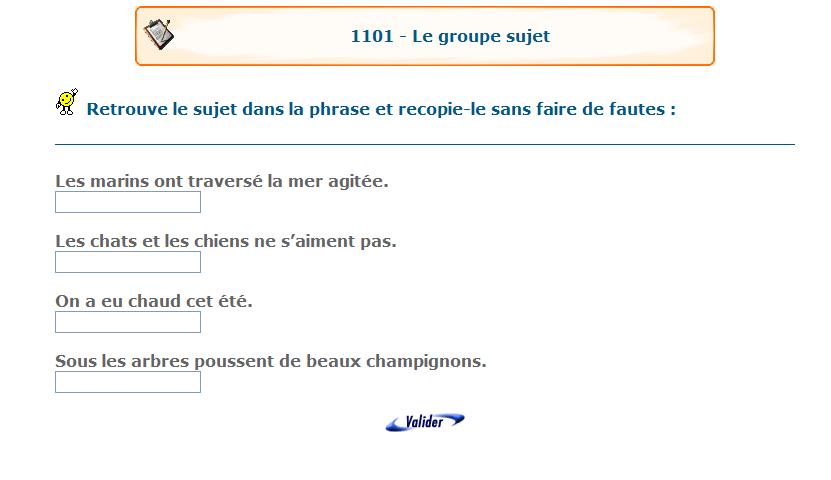 1101 - Le groupe sujet
Retrouve le sujet dans la phrase et recopie-le sans faire de fautes :
Les marins ont traversé la mer agitée.
Les chats et les chiens ne s’aiment pas.
On a eu chaud cet été.
Sous les arbres poussent de beaux champignons.
Valider